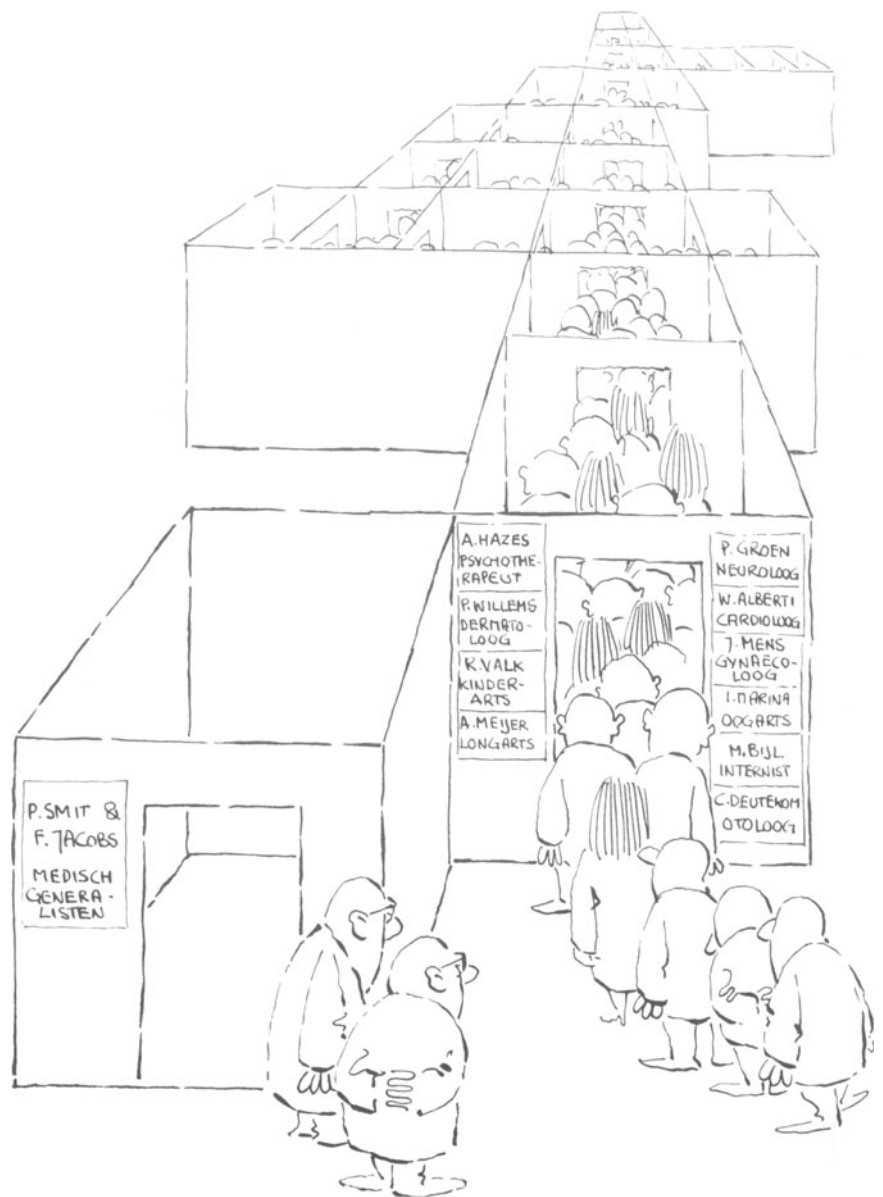 A. HAZES
PSYCHOTHE-
RAPEUT
P. WILLEMS
DERMATO-
LOOG
K. VALK
KINDER-
ARTS
A. MEIJER
LONGARTS
P. GROEN
NEUROLOOG
W. ALBERTI
CARDIOLOOG
J. MENS
GYNAECO-
LOOG
I. MARINA
OOGARTS
M. BIJL
INTERNIST
C. DEUTEKOM
OTOLOOG
P. SMIT &
F. JACOBS
MEDISCH
GENERA-
LISTEN